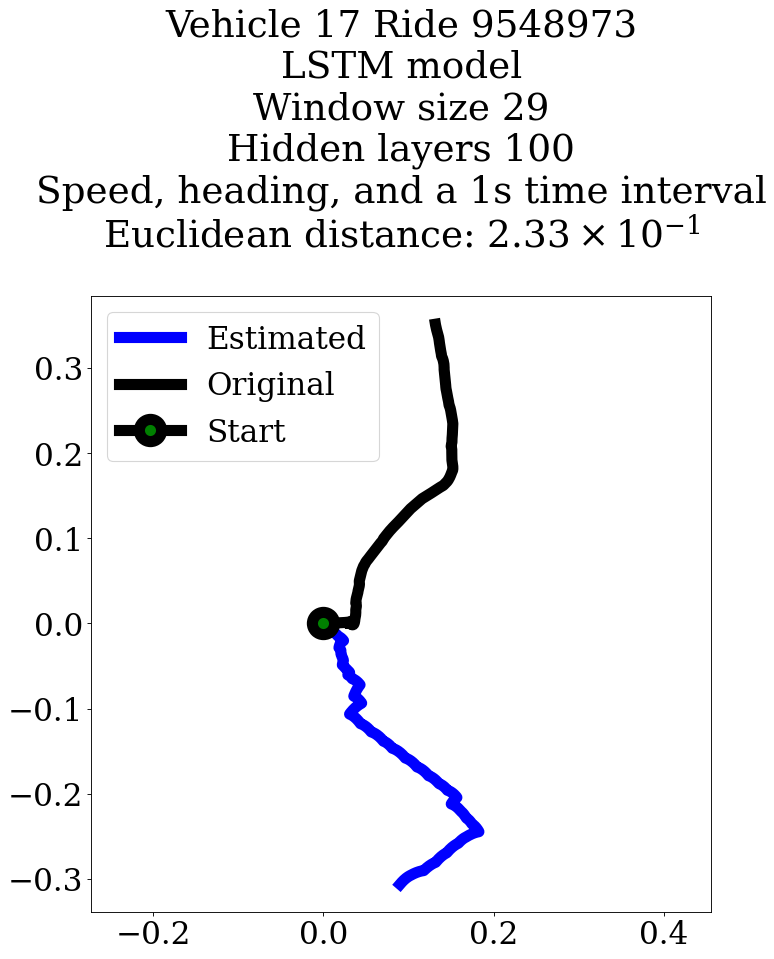 Vehicle 17 Ride 9548973
LSTM model
Window size 29
Hidden layers 100
Speed, heading, and a 1s time interval
Euclidean distance: $2.33 \times 10^{-1}$
Estimated
Original
Start
0.3
0.2
0.1
0.0
−0.1
−0.2
−0.3
−0.2 0.0 0.2 0.4